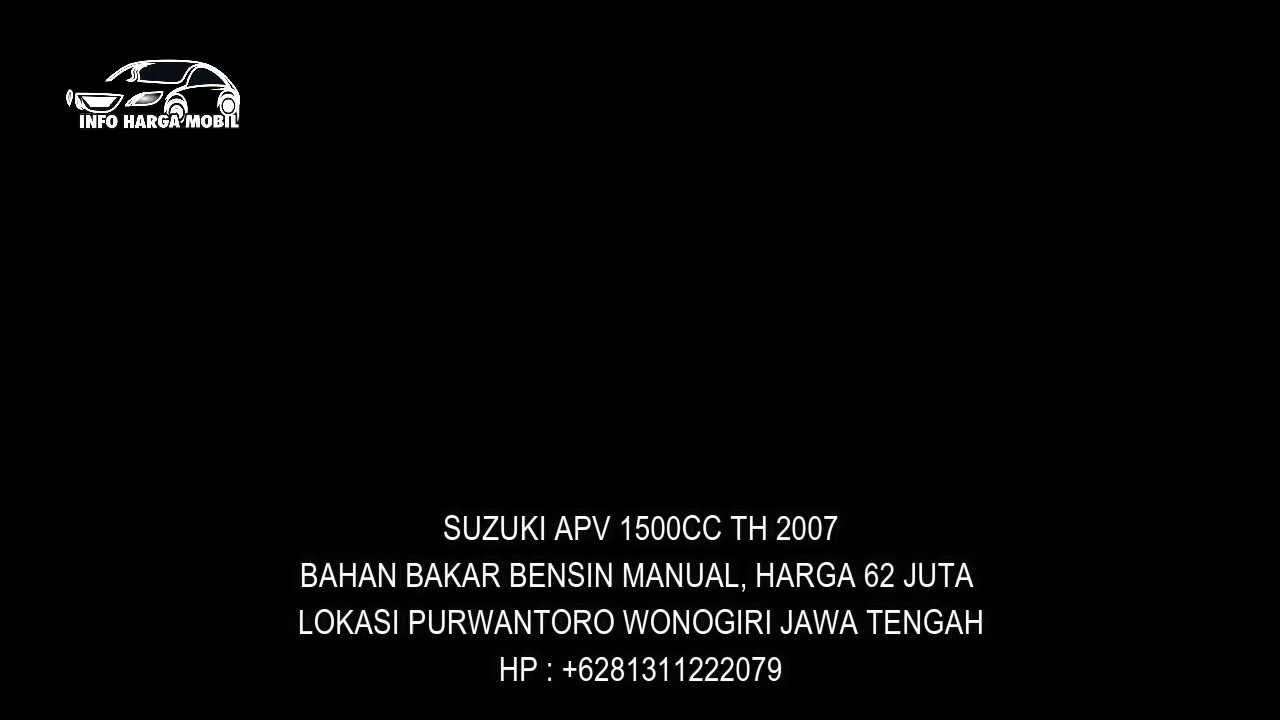 INFO HARGA MOBIL
SUZUKI APV 1500CC TH 2007
BAHAN BAKAR BENSIN MANUAL, HARGA 62 JUTA
LOKASI PURWANTORO WONOGIRI JAWA TENGAH
HP : +6281311222079